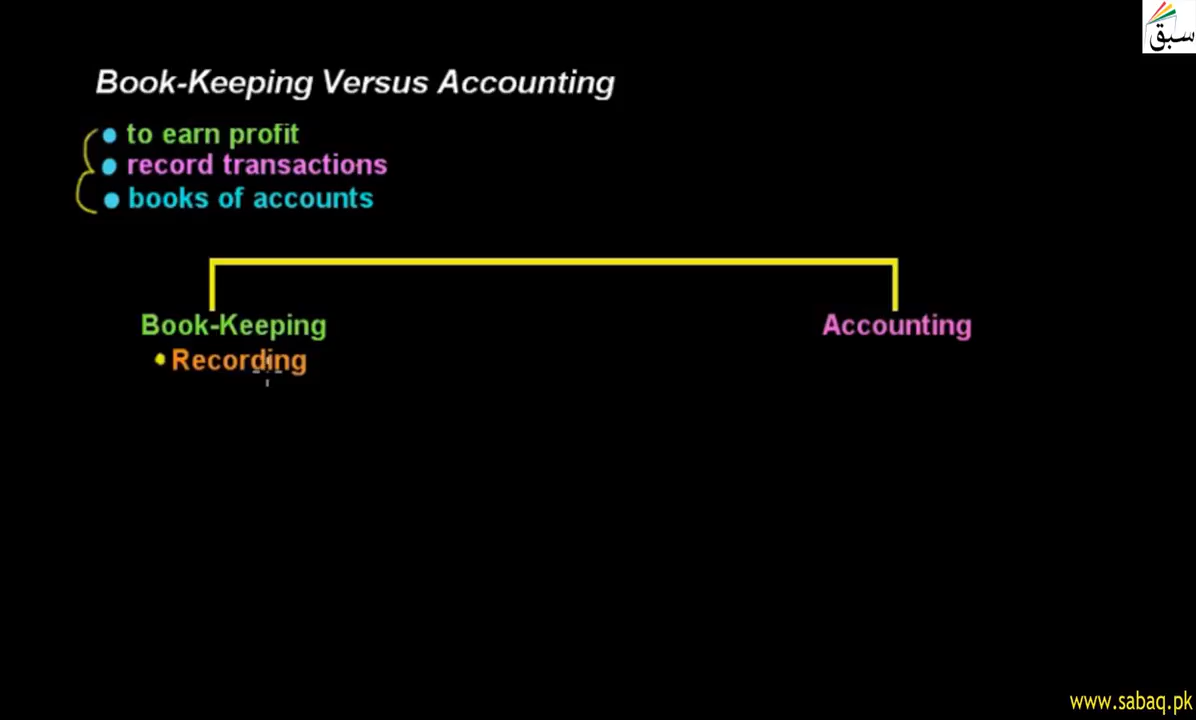 سبق
Book-Keeping Versus Accounting
• to earn profit
• record transactions
• books of accounts
Book-Keeping
Accounting
• Recording
www.sabaq.pk